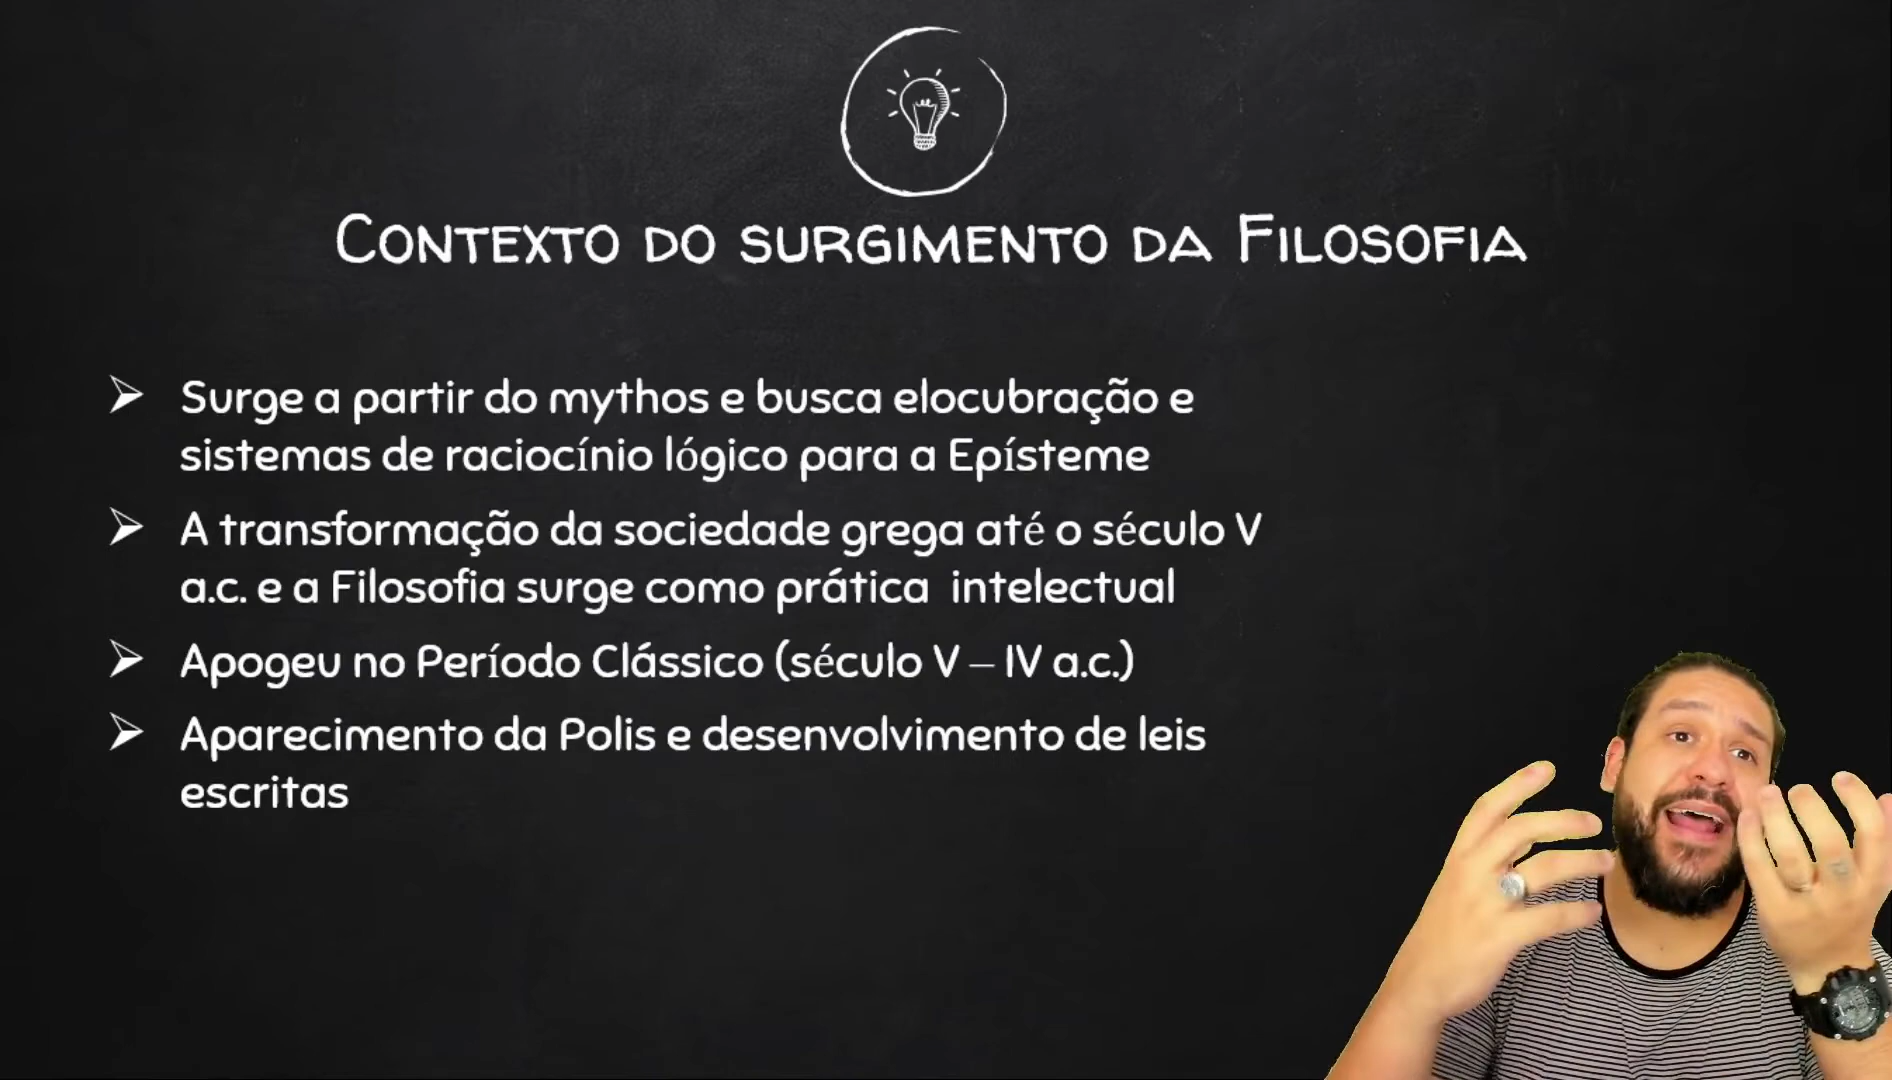 Contexto do surgimento da Filosofia
Surge a partir do mythos e busca elocubração e
sistemas de raciocínio lógico para a Epísteme
A transformação da sociedade grega até o século V
a.c. e a Filosofia surge como prática intelectual
Apogeu no Período Clássico (século V – IV a.c.)
Aparecimento da Polis e desenvolvimento de leis
escritas